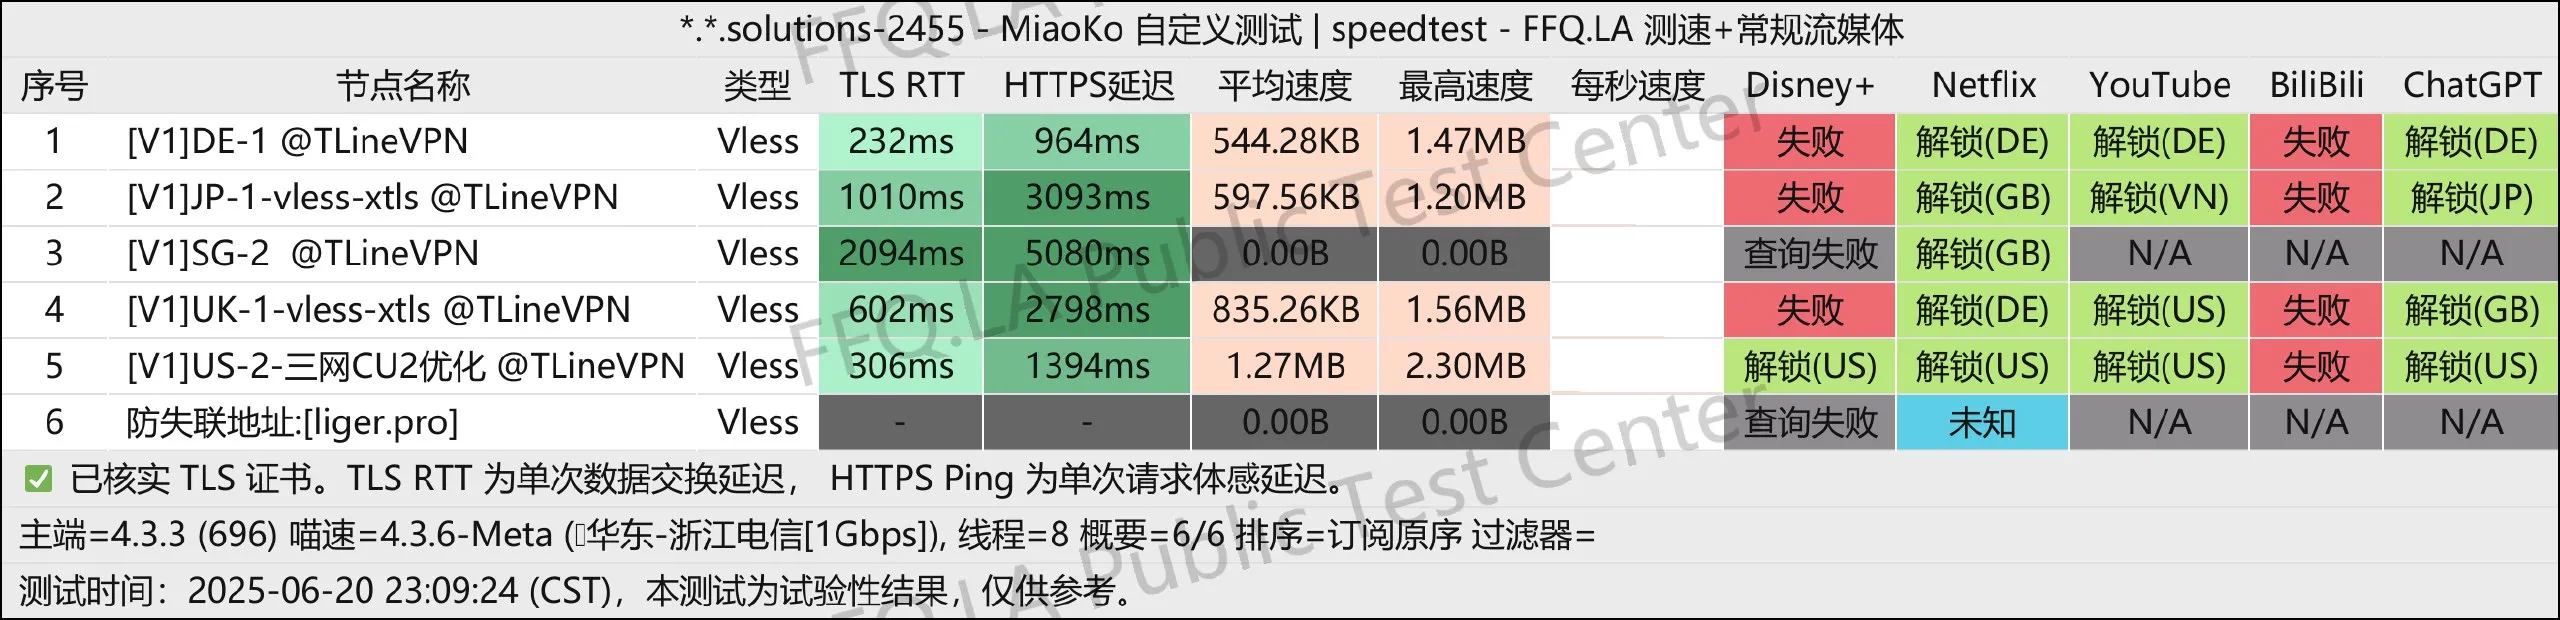 *.*.solutions-2455 - MiaoKo 自定义测试 | speedtest - FFQ.LA 测速+常规流媒体
序号 节点名称 类型 TLS RTT HTTPS延迟 平均速度 最高速度 每秒速度 Disney+ Netflix YouTube BiliBili ChatGPT
1 [V1]DE-1 @TLineVPN Vless 232ms 964ms 544.28KB 1.47MB 失败 解锁(DE) 解锁(DE) 失败 解锁(DE)
2 [V1]JP-1-vless-xtls @TLineVPN Vless 1010ms 3093ms 597.56KB 1.20MB 失败 解锁(GB) 解锁(VN) 失败 解锁(JP)
3 [V1]SG-2 @TLineVPN Vless 2094ms 5080ms 0.00B 0.00B 查询失败 解锁(GB) N/A N/A N/A
4 [V1]UK-1-vless-xtls @TLineVPN Vless 602ms 2798ms 835.26KB 1.56MB 失败 解锁(DE) 解锁(US) 失败 解锁(GB)
5 [V1]US-2-三网CU2优化 @TLineVPN Vless 306ms 1394ms 1.27MB 2.30MB 解锁(US) 解锁(US) 解锁(US) 失败 解锁(US)
6 防失联地址:[liger.pro] Vless - - 0.00B 0.00B 查询失败 未知 N/A N/A N/A
✅ 已核实 TLS 证书。TLS RTT 为单次数据交换延迟， HTTPS Ping 为单次请求体感延迟。
主端=4.3.3 (696) 喵速=4.3.6-Meta (华东-浙江电信[1Gbps]), 线程=8 概要=6/6 排序=订阅原序 过滤器=
测试时间：2025-06-20 23:09:24 (CST)，本测试为试验性结果，仅供参考。
FFQ.LA Public Test Center
FFQ.LA Public Test Center